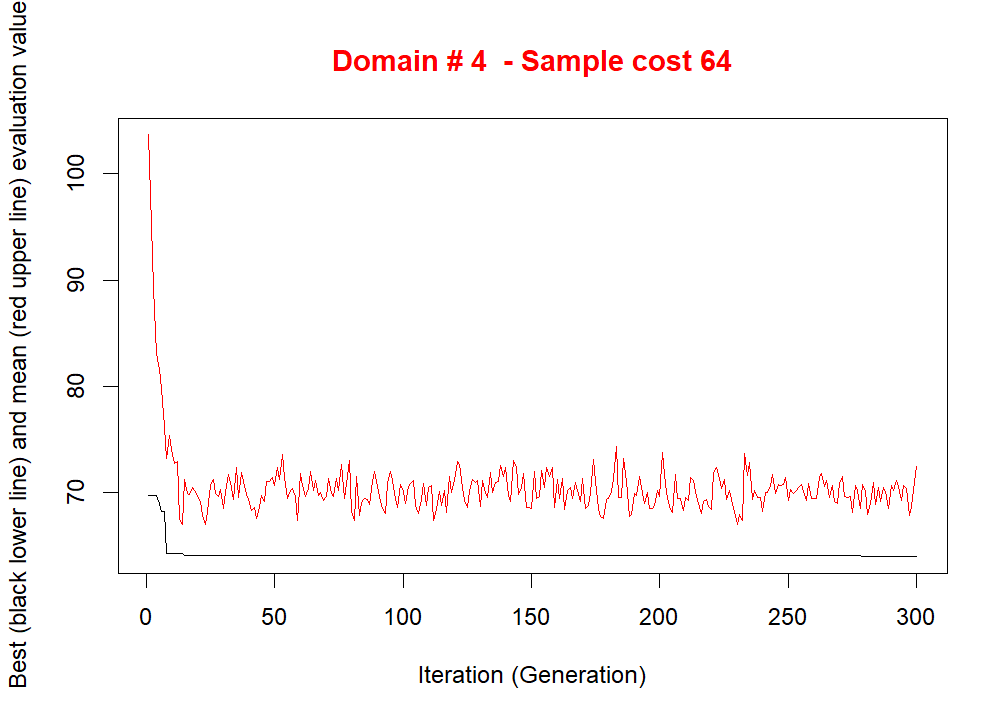 Domain # 4  - Sample cost 64
Best (black lower line) and mean (red upper line) evaluation value
100
90
80
70
0 50 100 150 200 250 300
Iteration (Generation)